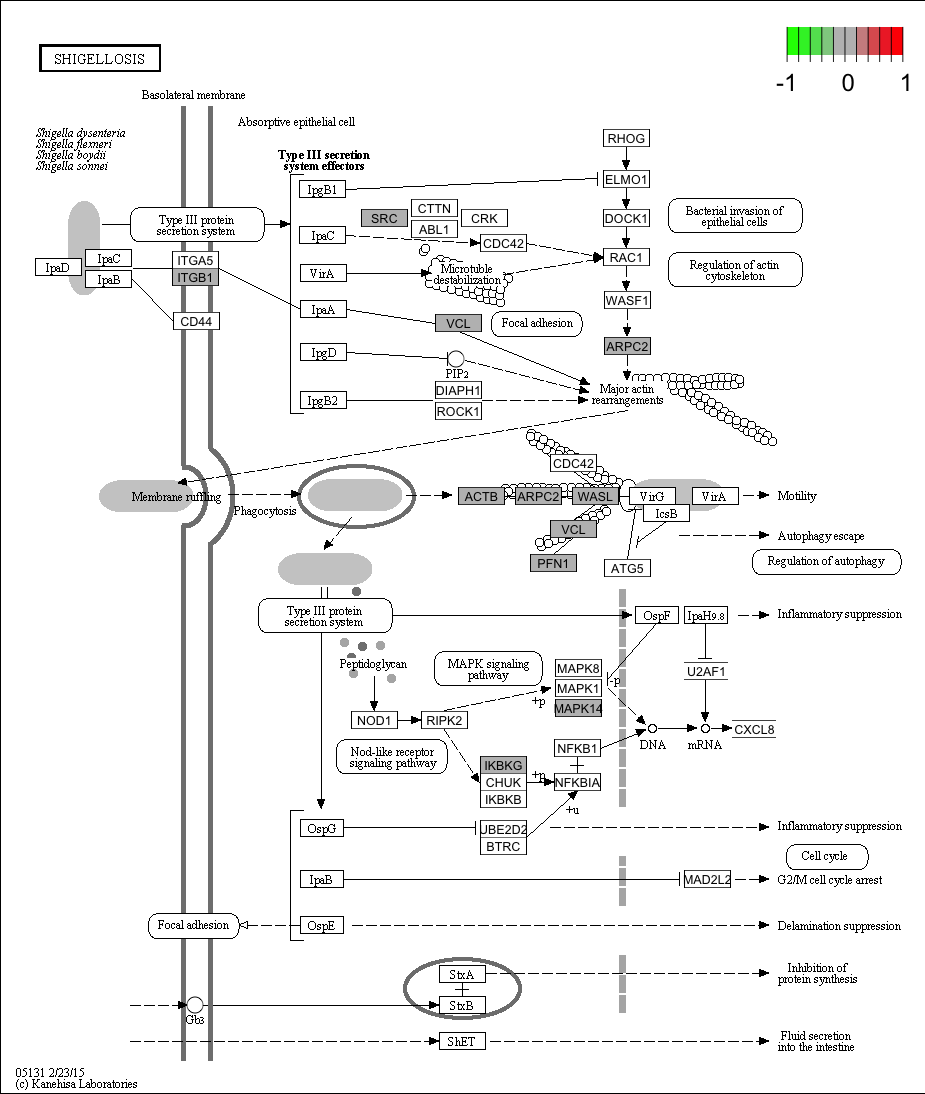 SHIGELLOSIS
-1
0
1
Basolateral membrane
Absorptive epithelial cell
Shigella dysenteria
Shigella flexneri
Shigella boydii
Shigella sonnei
Type III secretion
system effectors
RHOG
IpgB1
ELMO1
Type III protein
secretion system
SRC
CTTN
ABL1
CRK
DOCK1
Bacterial invasion of
epithelial cells
IpaC
CDC42
RAC1
IpaD
IpaC
IpaB
ITGA5
ITGB1
VirA
Microtuble
destabilization
Regulation of actin
cytoskeleton
WASF1
CD44
IpaA
VCL
Focal adhesion
ARPC2
IpgD
PIP2
Major actin
rearrangements
IpgB2
DIAPH1
ROCK1
CDC42
Membrane ruffling
Phagocytosis
ACTB
ARPC2
WASL
VirG
VirA
Motility
IcsB
VCL
Autophagy escape
PFN1
ATG5
Regulation of autophagy
Type III protein
secretion system
OspF
IpaH9.8
Inflammatory suppression
Peptidoglycan
MAPK signaling
pathway
MAPK8
MAPK1
MAPK14
-p
+p
U2AF1
NOD1
RIPK2
DNA
mRNA
CXCL8
Nod-like receptor
signaling pathway
NFKB1
IKBKG
CHUK
IKBKB
+p
NFKBIA
+u
OspG
UBE2D2
BTRC
Inflammatory suppression
Cell cycle
IpaB
MAD2L2
G2/M cell cycle arrest
Focal adhesion
OspE
Delamination suppression
StxA
StxB
Inhibition of
protein synthesis
Gb3
ShET
Fluid secretion
into the intestine
05131 2/23/15
(c) Kanehisa Laboratories